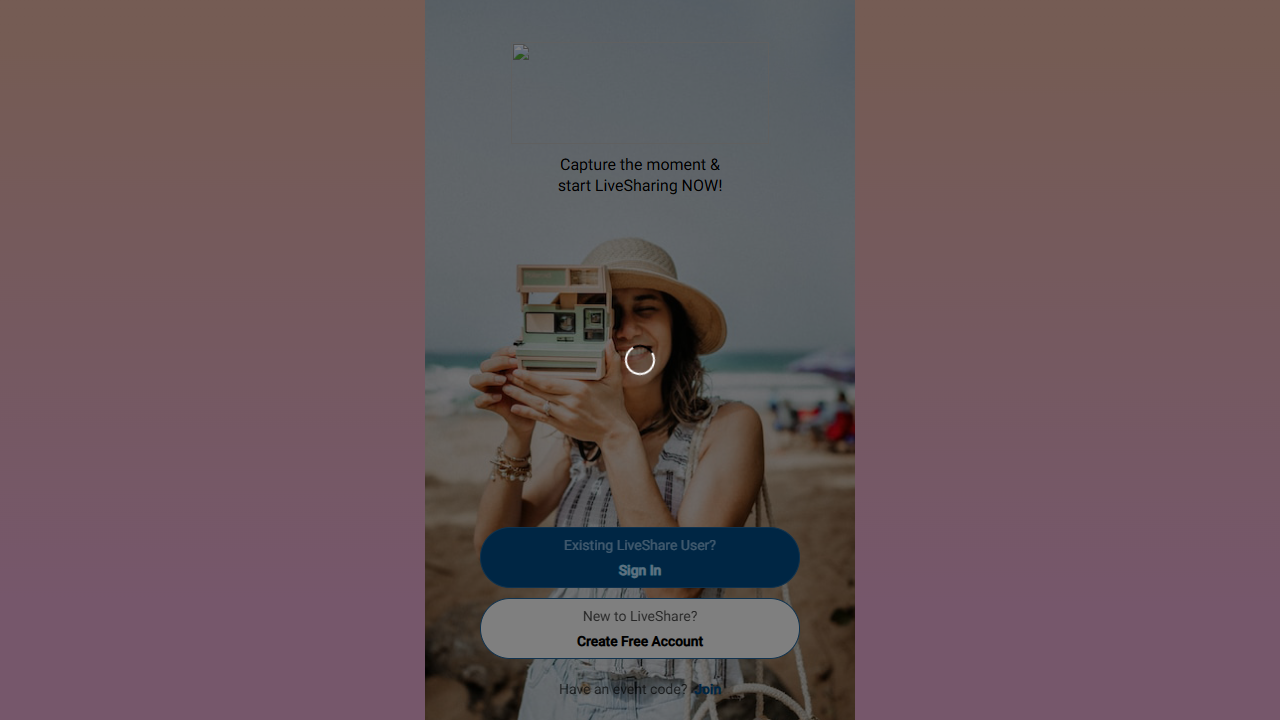 Capture the moment &
start LiveSharing NOW!
Existing LiveShare User?
Sign In
New to LiveShare?
Create Free Account
Have an event code? Join